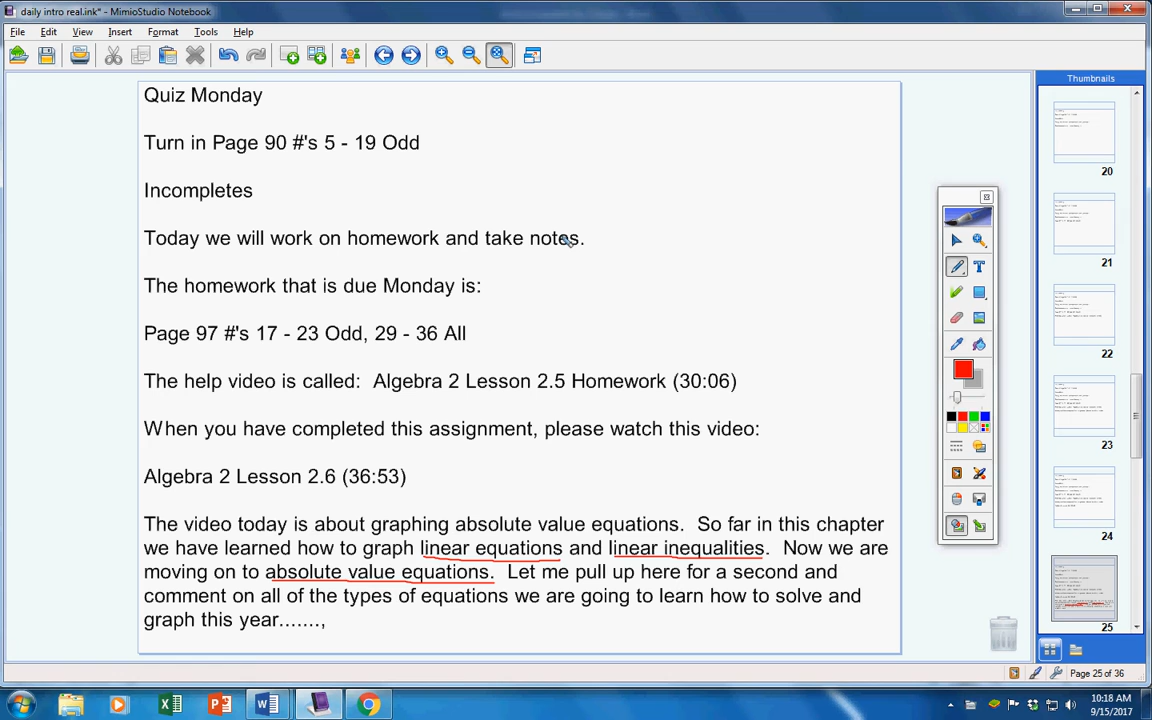 daily intro real.ink* - MimioStudio Notebook
File Edit View Insert Format Tools Help
Quiz Monday
Turn in Page 90 #'s 5 - 19 Odd
Incompletes
Today we will work on homework and take notes.
The homework that is due Monday is:
Page 97 #'s 17 - 23 Odd, 29 - 36 All
The help video is called:  Algebra 2 Lesson 2.5 Homework (30:06)
When you have completed this assignment, please watch this video:
Algebra 2 Lesson 2.6 (36:53)
The video today is about graphing absolute value equations.  So far in this chapter
we have learned how to graph linear equations and linear inequalities.  Now we are
moving on to absolute value equations.  Let me pull up here for a second and
comment on all of the types of equations we are going to learn how to solve and
graph this year.......,
Thumbnails
20
21
22
23
24
25
Page 25 of 36
10:18 AM
9/15/2017